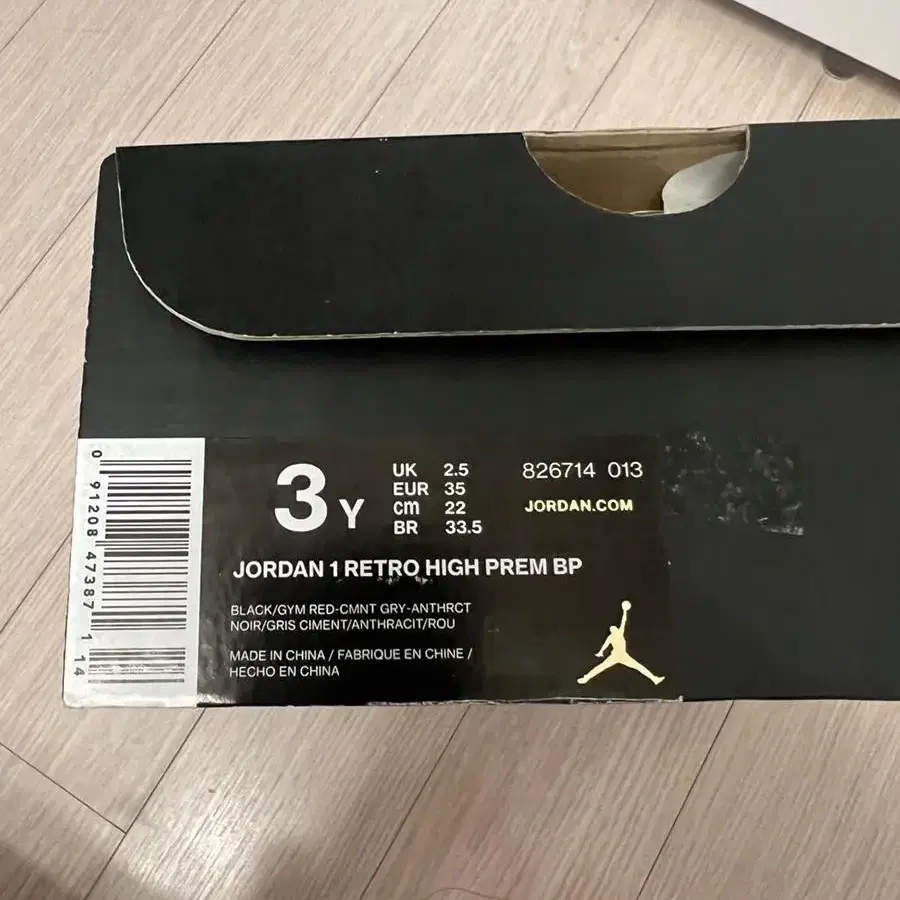 0 91208 47387 1 14
3 Y
UK 2.5
EUR 35
cm 22
BR 33.5
826714 013
JORDAN.COM
JORDAN 1 RETRO HIGH PREM BP
BLACK/GYM RED-CMNT GRY-ANTHRCT
NOIR/GRIS CIMENT/ANTHRACIT/ROU
MADE IN CHINA / FABRIQUE EN CHINE /
HECHO EN CHINA